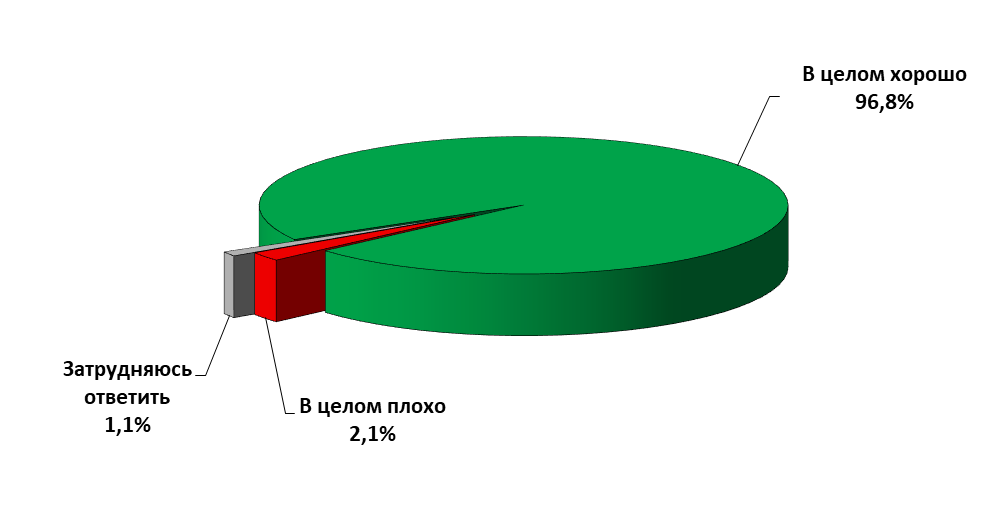 В целом хорошо
96,8%
Затрудняюсь
ответить
1,1%
В целом плохо
2,1%